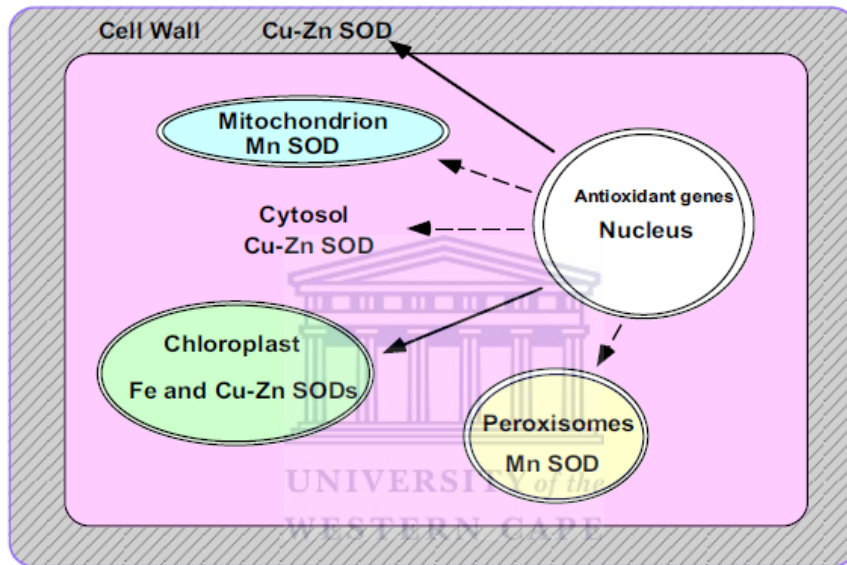 Cell Wall Cu-Zn SOD
Mitochondrion
Mn SOD
Antioxidant genes
Nucleus
Cytosol
Cu-Zn SOD
Chloroplast
Fe and Cu-Zn SODs
Peroxisomes
Mn SOD
UNIVERSITY of the
WESTERN CAPE